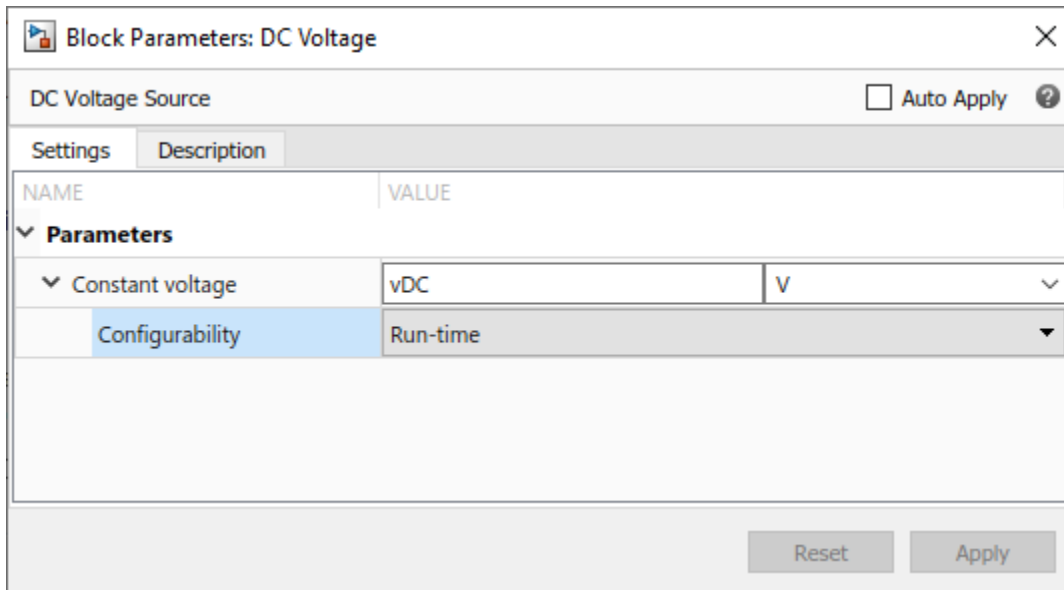 Block Parameters: DC Voltage
DC Voltage Source Auto Apply
Settings Description
NAME VALUE
Parameters
Constant voltage vDC V
Configurability Run-time
Reset Apply